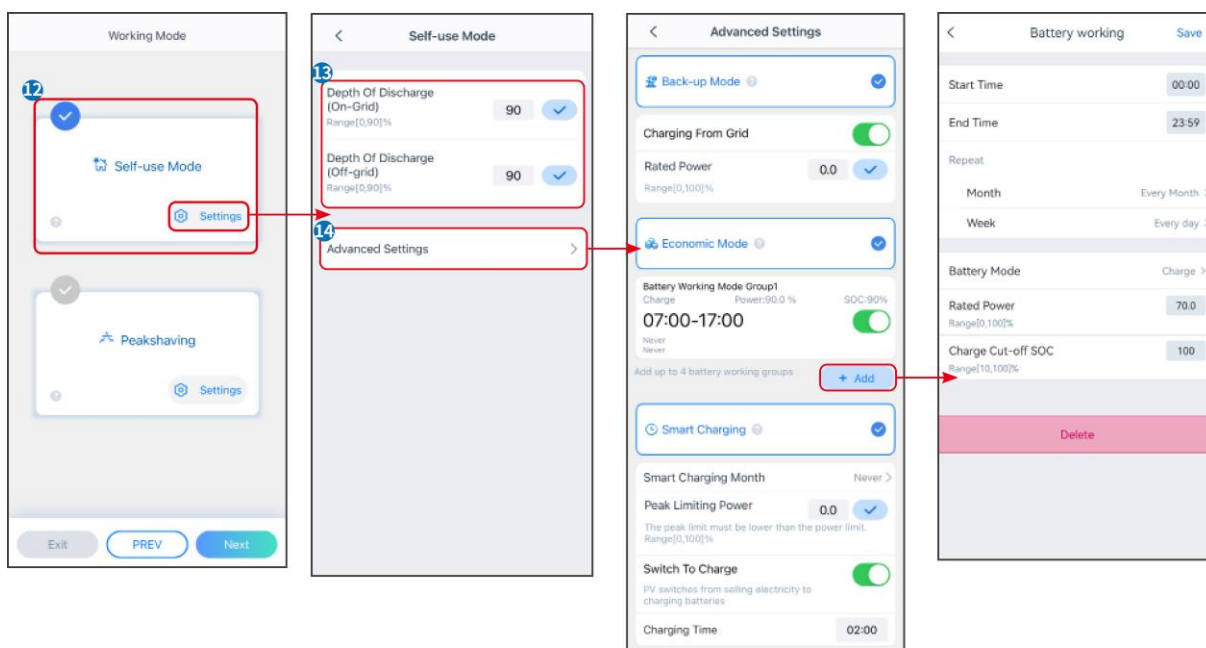 Working Mode
12
Self-use Mode
Settings
Peakshaving
Settings
Exit
PREV
Next
Self-use Mode
13
Depth Of Discharge
(On-Grid)
90
Range[0,90]%
Depth Of Discharge
(Off-grid)
90
Range[0,90]%
14
Advanced Settings
Advanced Settings
Back-up Mode
Charging From Grid
Rated Power
0.0
Range[0,100]%
Economic Mode
Battery Working Mode Group1
Charge Power:90.0 % SOC:90%
07:00-17:00
Never
Never
Add up to 4 battery working groups
+ Add
Smart Charging
Smart Charging Month Never
Peak Limiting Power
0.0
The peak limit must be lower than the power limit.
Range[0,100]%
Switch To Charge
PV switches from selling electricity to
charging batteries
Charging Time 02:00
Battery working Save
Start Time 00:00
End Time 23:59
Repeat
Month Every Month
Week Every day
Battery Mode Charge
Rated Power 70.0
Range[0,100]%
Charge Cut-off SOC 100
Range[10,100]%
Delete